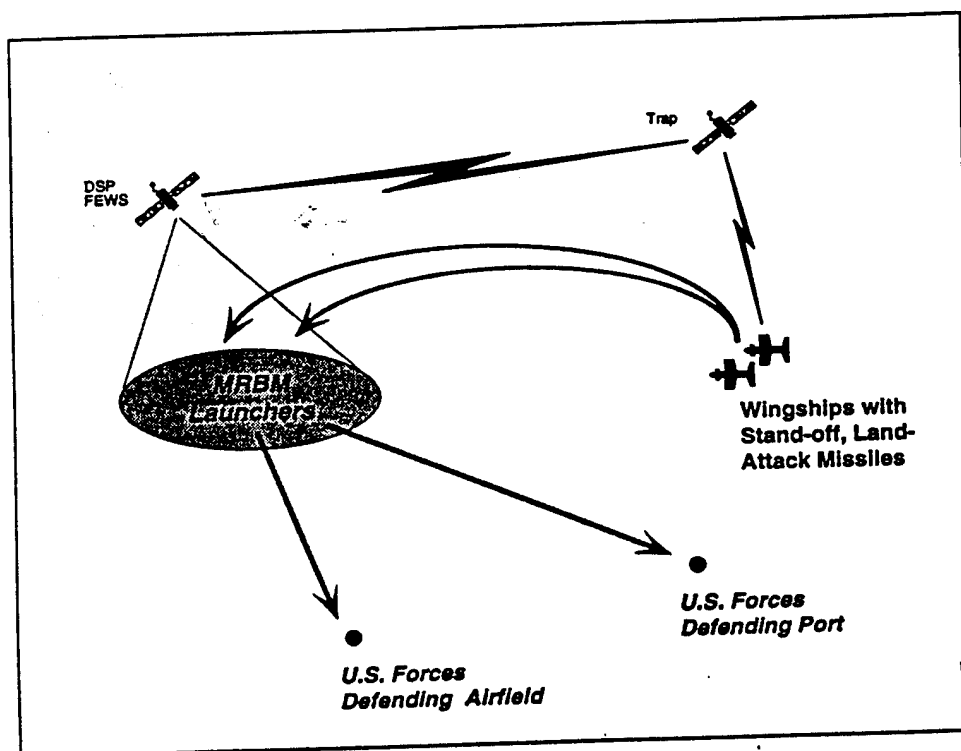 Trap
DSP
FEWS
MRBM
Launchers
Wingships with
Stand-off, Land-
Attack Missiles
U.S. Forces
Defending Port
U.S. Forces
Defending Airfield